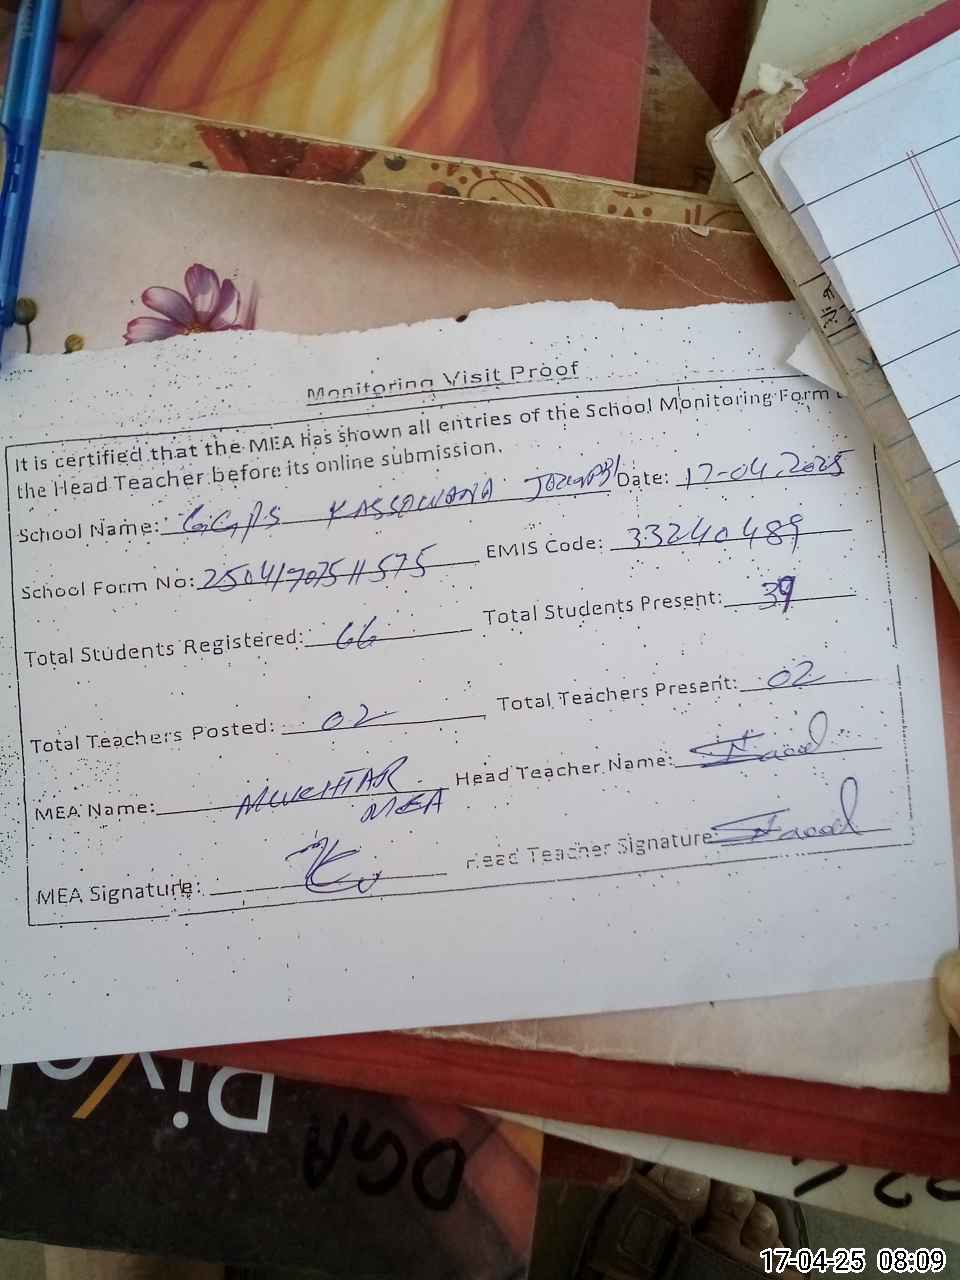 Monitoring Visit Proof
It is certified that the MEA has shown all entries of the School Monitoring Form
the Head Teacher before its online submission.
School Name: GGPS KASSOWANA Date: 17-04-2025
School Form No: EMIS Code: 33240489
Total Students Registered: 66 Total Students Present: 39
Total Teachers Posted: 02 Total Teachers Present: 02
MEA Name: MUKHTAR Head Teacher Name:
MEA
MEA Signature: Head Teacher Signature:
DGA
17-04-25 08:09